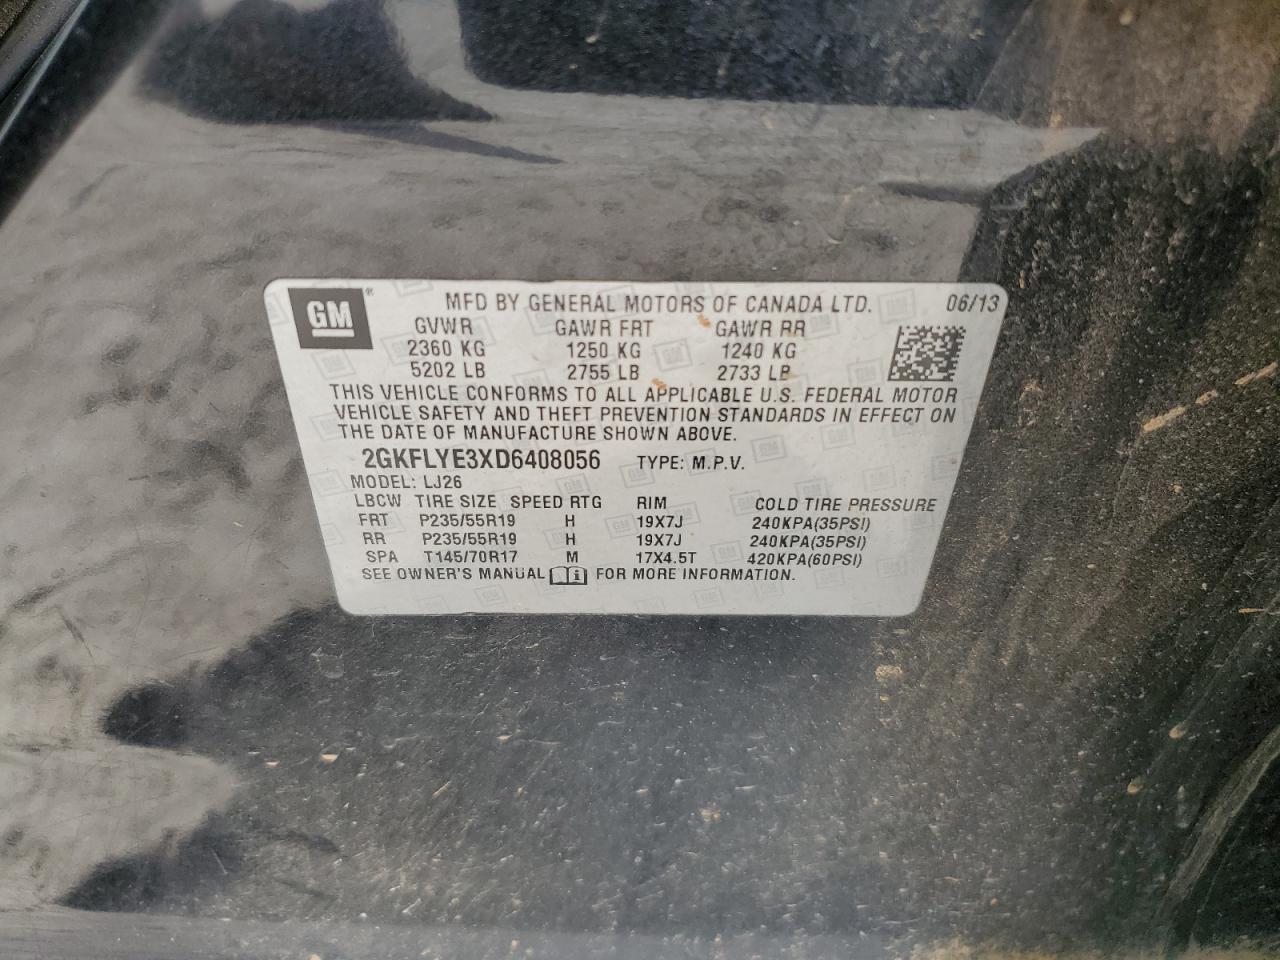 GM® MFD BY GENERAL MOTORS OF CANADA LTD. 06/13
GVWR GAWR FRT GAWR RR
2360 KG 1250 KG 1240 KG
5202 LB 2755 LB 2733 LB
THIS VEHICLE CONFORMS TO ALL APPLICABLE U.S. FEDERAL MOTOR
VEHICLE SAFETY AND THEFT PREVENTION STANDARDS IN EFFECT ON
THE DATE OF MANUFACTURE SHOWN ABOVE.
2GKFLYE3XD6408056 TYPE: M.P.V.
MODEL: LJ26
LBCW TIRE SIZE SPEED RTG RIM COLD TIRE PRESSURE
FRT P235/55R19 H 19X7J 240KPA(35PSI)
RR P235/55R19 H 19X7J 240KPA(35PSI)
SPA T145/70R17 M 17X4.5T 420KPA(60PSI)
SEE OWNER'S MANUAL FOR MORE INFORMATION.